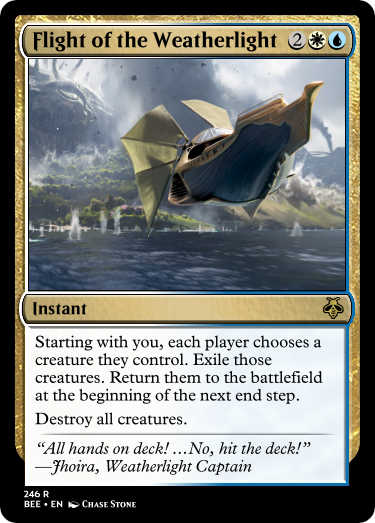 Flight of the Weatherlight 2
Instant
Starting with you, each player chooses a
creature they control. Exile those
creatures. Return them to the battlefield
at the beginning of the next end step.
Destroy all creatures.
“All hands on deck! …No, hit the deck!”
—Jhoira, Weatherlight Captain
246 R
BEE • EN Chase Stone